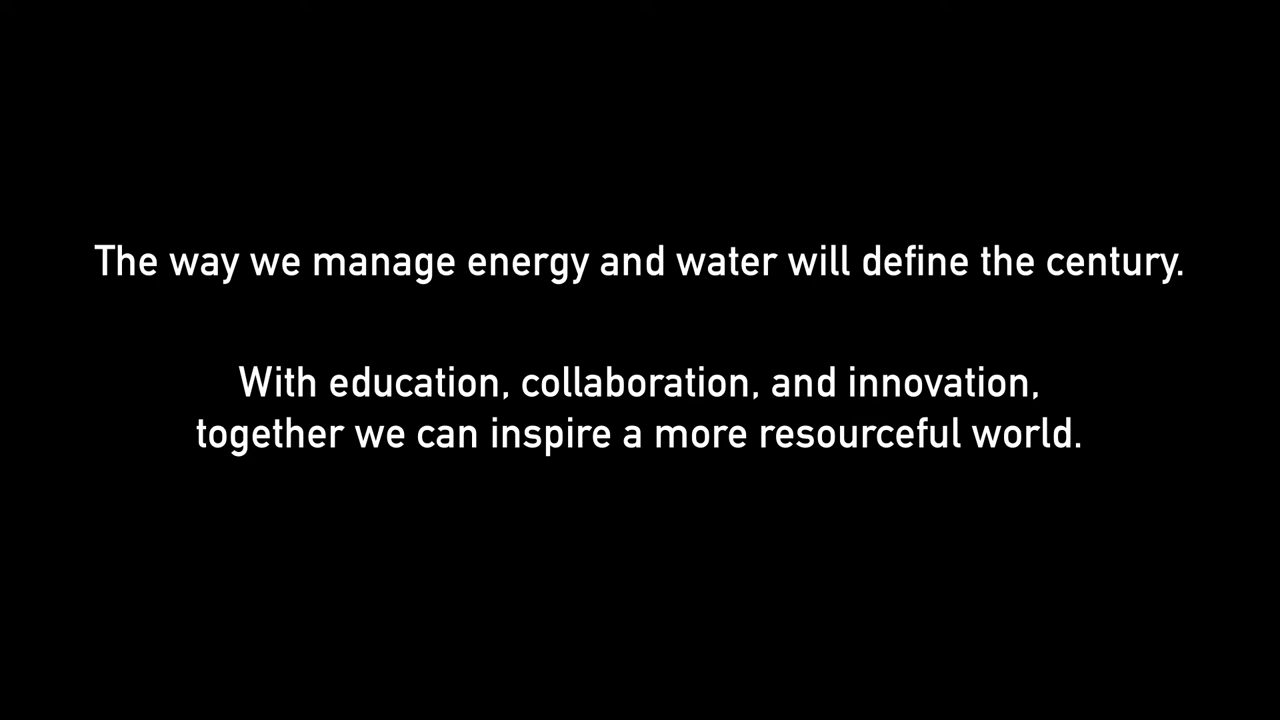 The way we manage energy and water will define the century.
With education, collaboration, and innovation,
together we can inspire a more resourceful world.